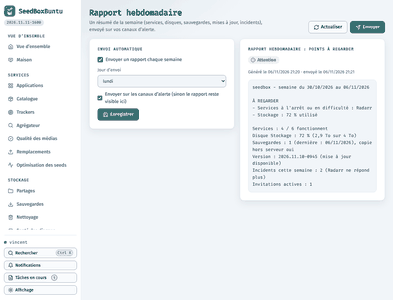 SeedBoxBuntu
2026.11.11-0500
VUE D'ENSEMBLE
Vue d'ensemble
Maison
SERVICES
Applications
Catalogue
Trackers
Agrégateur
Qualité des médias
Remplacements
Optimisation des seeds
STOCKAGE
Partages
Sauvegardes
Nettoyage
vincent
Rechercher Ctrl K
Notifications
Tâches en cours
Affichage
Rapport hebdomadaire
Un résumé de la semaine (services, disques, sauvegardes, mises à jour, incidents),
envoyé sur vos canaux d'alerte.
Actualiser
Envoyer
ENVOI AUTOMATIQUE
Envoyer un rapport chaque semaine
Jour d'envoi
lundi
Envoyer sur les canaux d'alerte (sinon le rapport reste
visible ici)
Enregistrer
RAPPORT HEBDOMADAIRE : POINTS À REGARDER
Attention
Généré le 06/11/2026 21:20 · envoyé le 06/11/2026 21:21
seedbox - semaine du 30/10/2026 au 06/11/2026
À REGARDER
- Services à l'arrêt ou en difficulté : Radarr
- Stockage : 72 % utilisé
Services : 4 / 6 fonctionnent
Disque Stockage : 72 % (2,9 To sur 4 To)
Sauvegardes : 1 (dernière : 06/11/2026), copie
hors serveur oui
Version : 2026.11.10-0945 (mise à jour
disponible)
Incidents cette semaine : 2 (Radarr ne répond
plus)
Invitations actives : 1